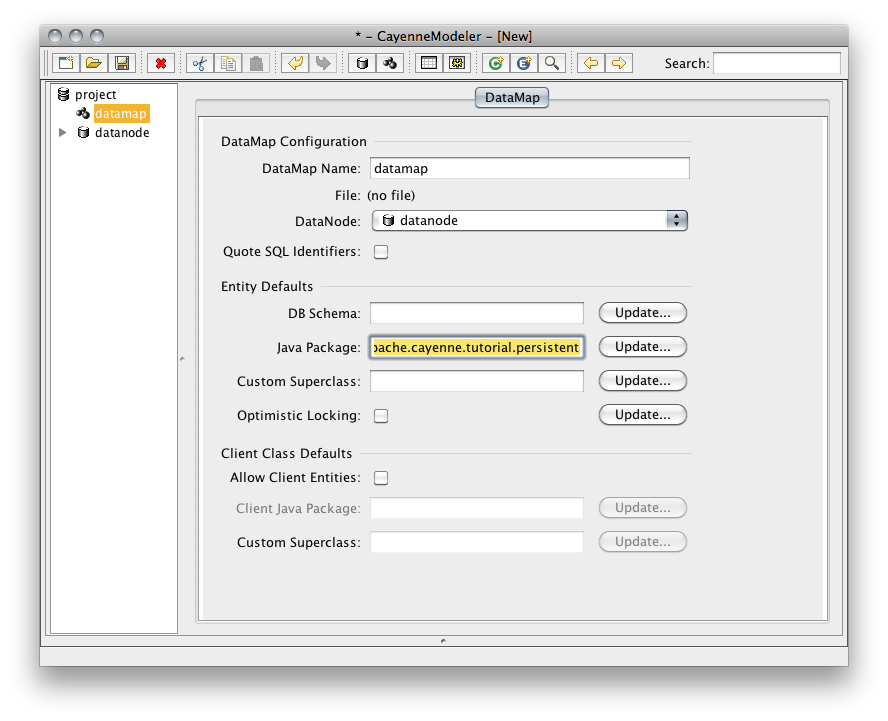 * – CayenneModeler – [New]
Search:
project
datamap
datanode
DataMap
DataMap Configuration
DataMap Name: datamap
File: (no file)
DataNode: datanode
Quote SQL Identifiers:
Entity Defaults
DB Schema: Update...
Java Package: pache.cayenne.tutorial.persistent Update...
Custom Superclass: Update...
Optimistic Locking: Update...
Client Class Defaults
Allow Client Entities:
Client Java Package: Update...
Custom Superclass: Update...